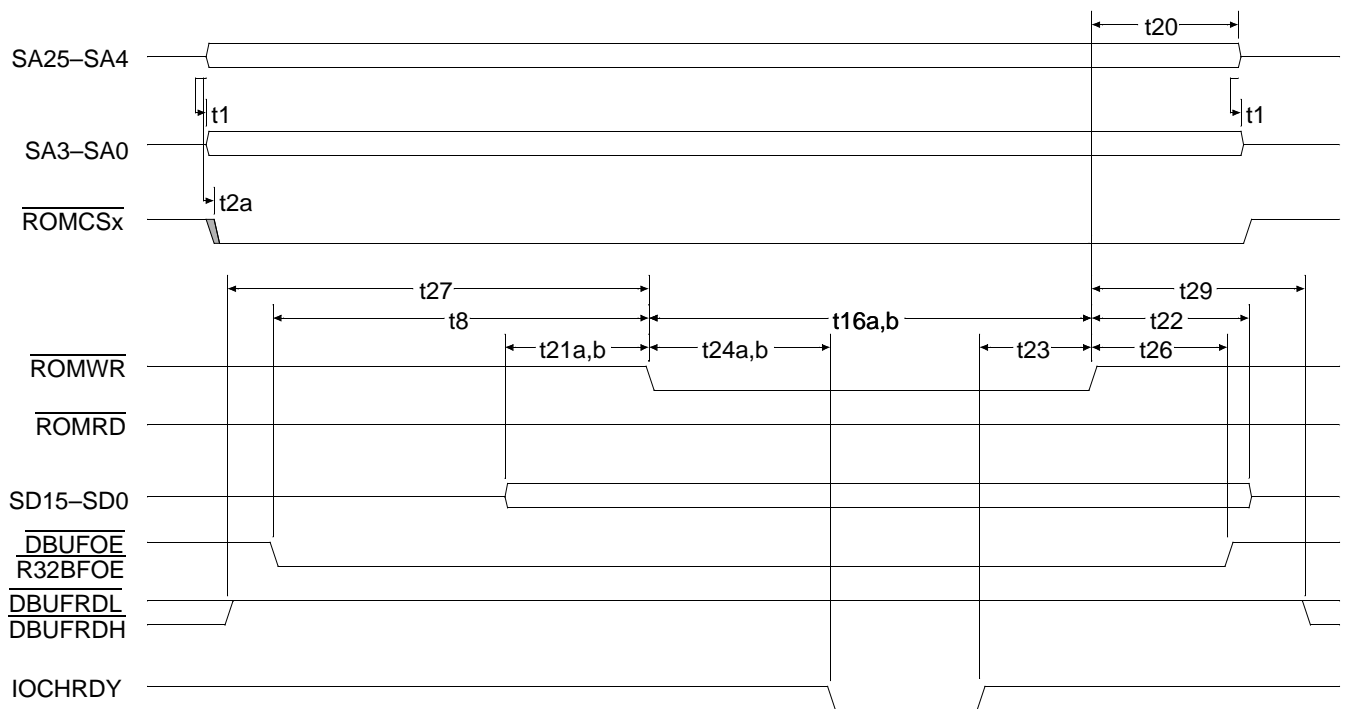 t20
SA25–SA4
t1
t1
SA3–SA0
t2a
ROMCSx
t27
t29
t8
t16a,b
t22
t21a,b
t24a,b
t23
t26
ROMWR
ROMRD
SD15–SD0
DBUFOE
R32BFOE
DBUFRDL
DBUFRDH
IOCHRDY